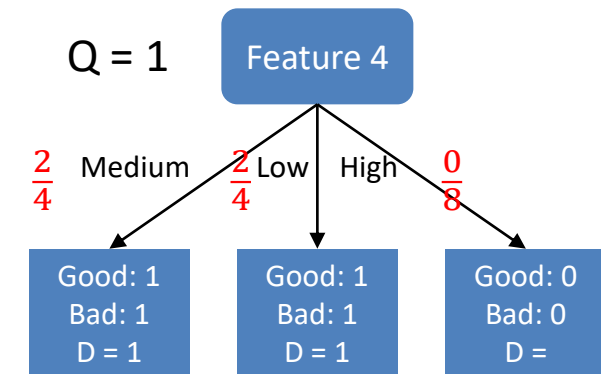 Q = 1
Feature 4
2/4 Medium 2/4 Low High 0/8
Good: 1
Bad: 1
D = 1
Good: 1
Bad: 1
D = 1
Good: 0
Bad: 0
D =